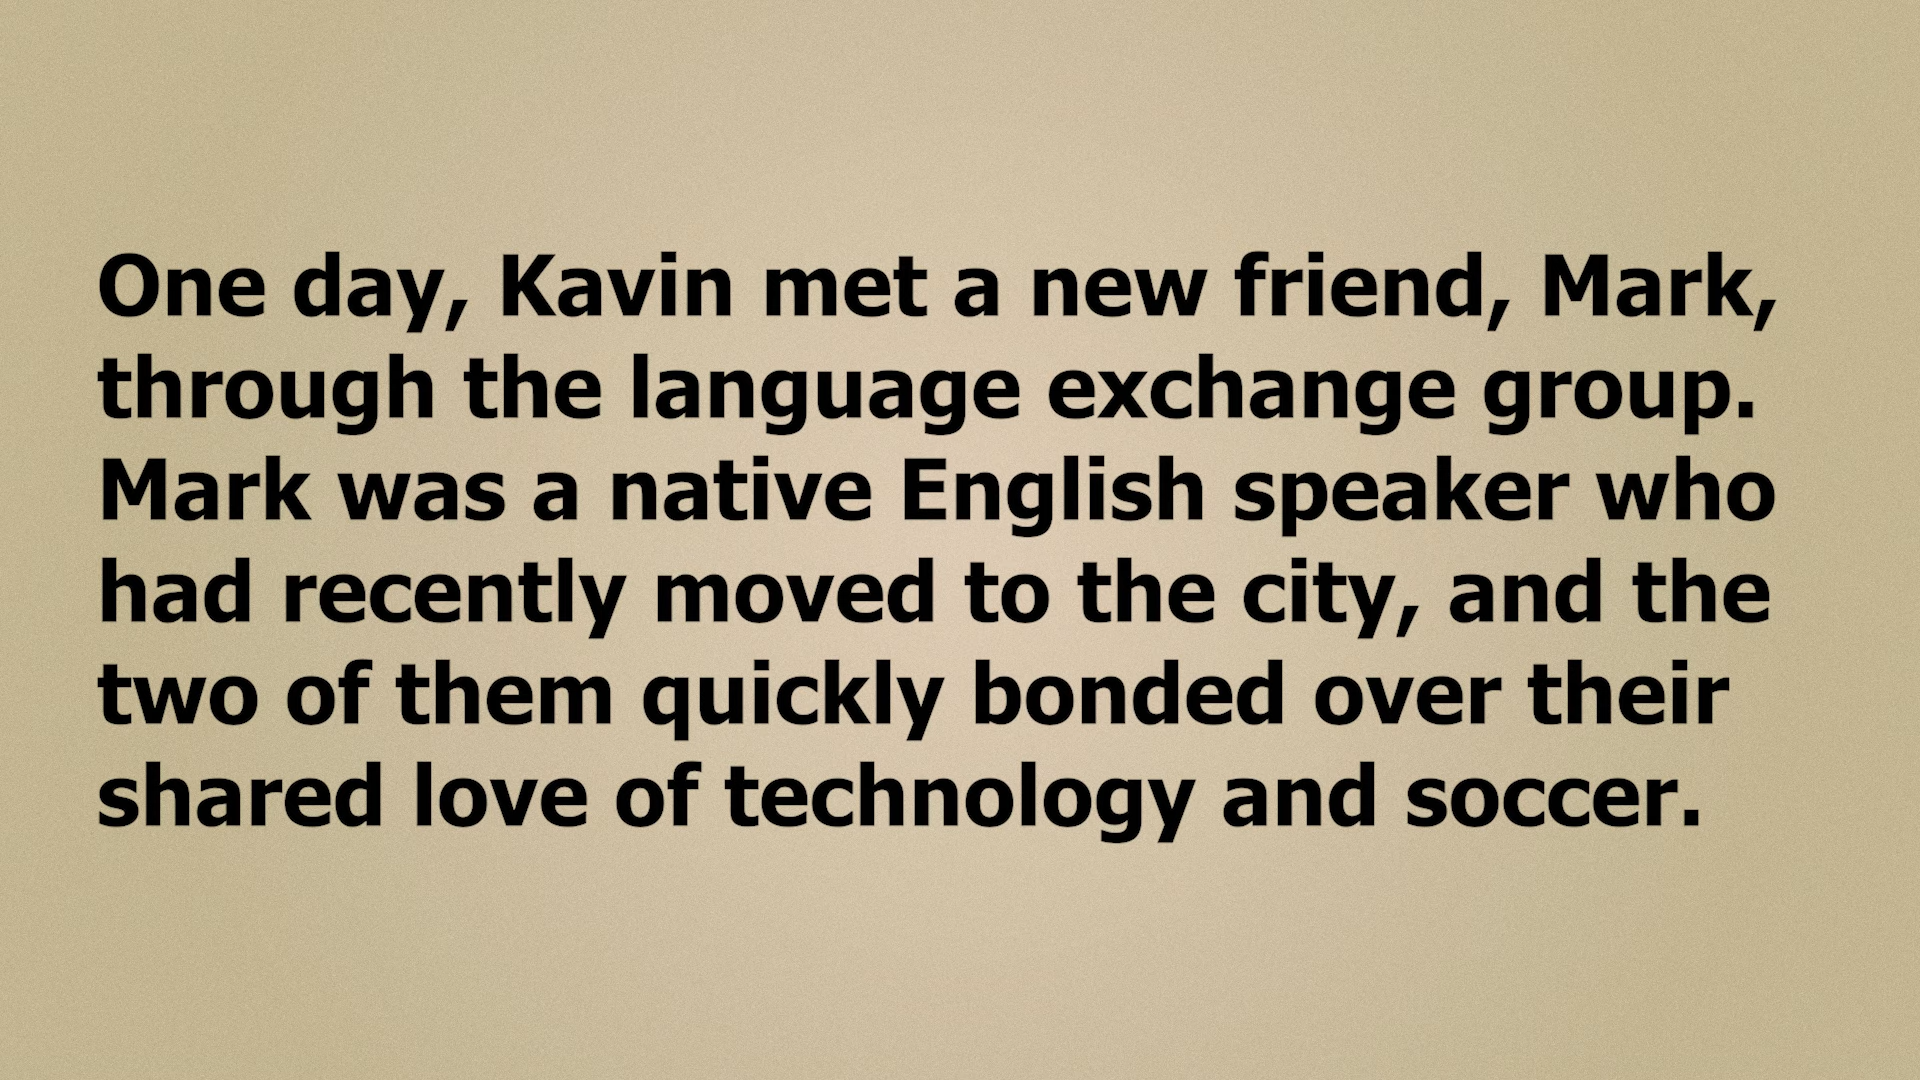 One day, Kavin met a new friend, Mark,
through the language exchange group.
Mark was a native English speaker who
had recently moved to the city, and the
two of them quickly bonded over their
shared love of technology and soccer.